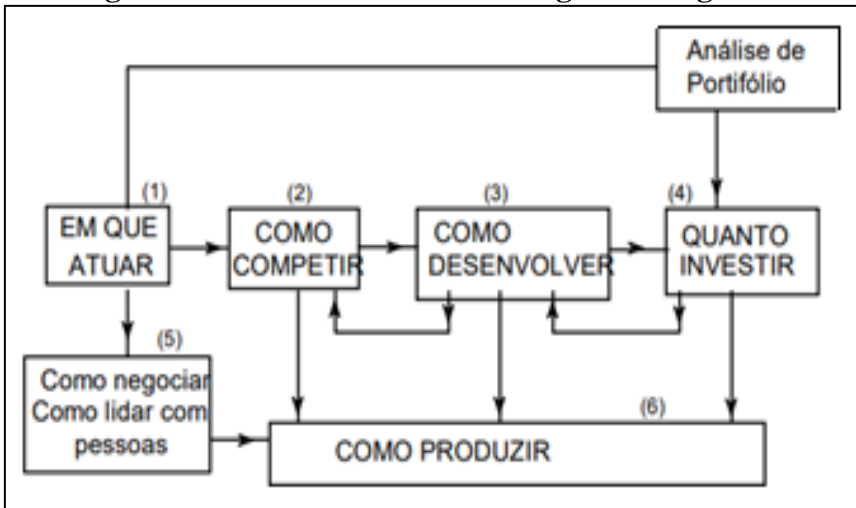 Análise de
Portifólio
(1)
EM QUE
ATUAR
(2)
COMO
COMPETIR
(3)
COMO
DESENVOLVER
(4)
QUANTO
INVESTIR
(5)
Como negociar
Como lidar com
pessoas
(6)
COMO PRODUZIR